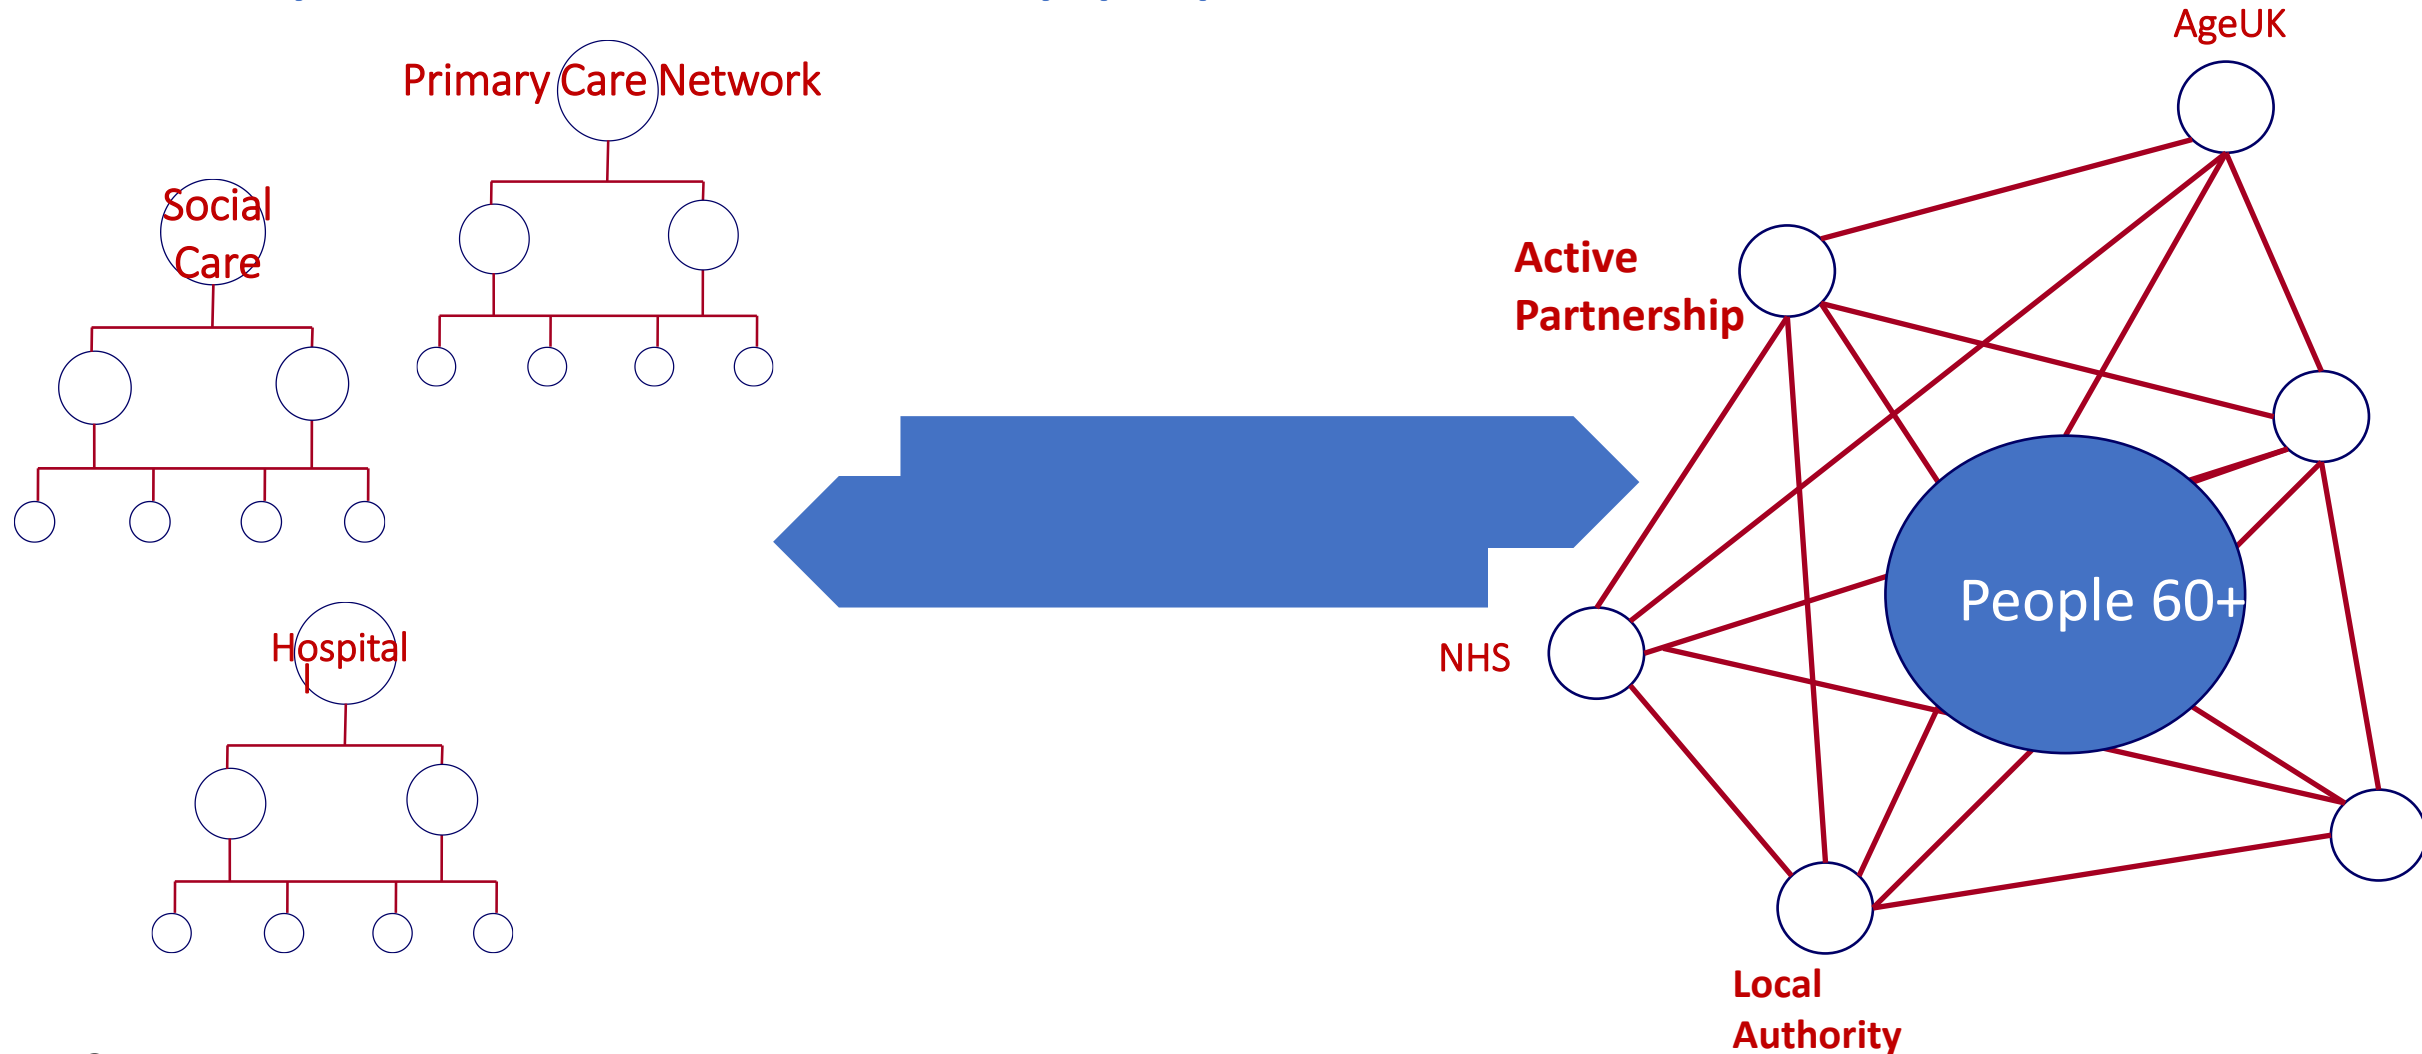 AgeUK
Primary Care Network
Social
Care
Active
Partnership
People 60+
Hospital
l
NHS
Local
Authority